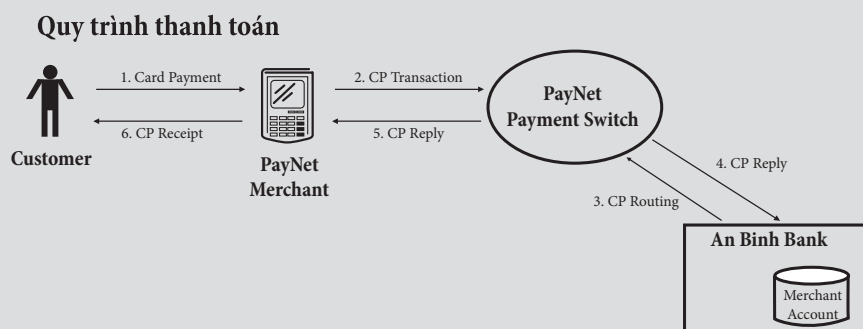 Quy trình thanh toán
1. Card Payment
2. CP Transaction
PayNet
Payment Switch
6. CP Receipt
5. CP Reply
Customer
PayNet
Merchant
4. CP Reply
3. CP Routing
An Binh Bank
Merchant
Account